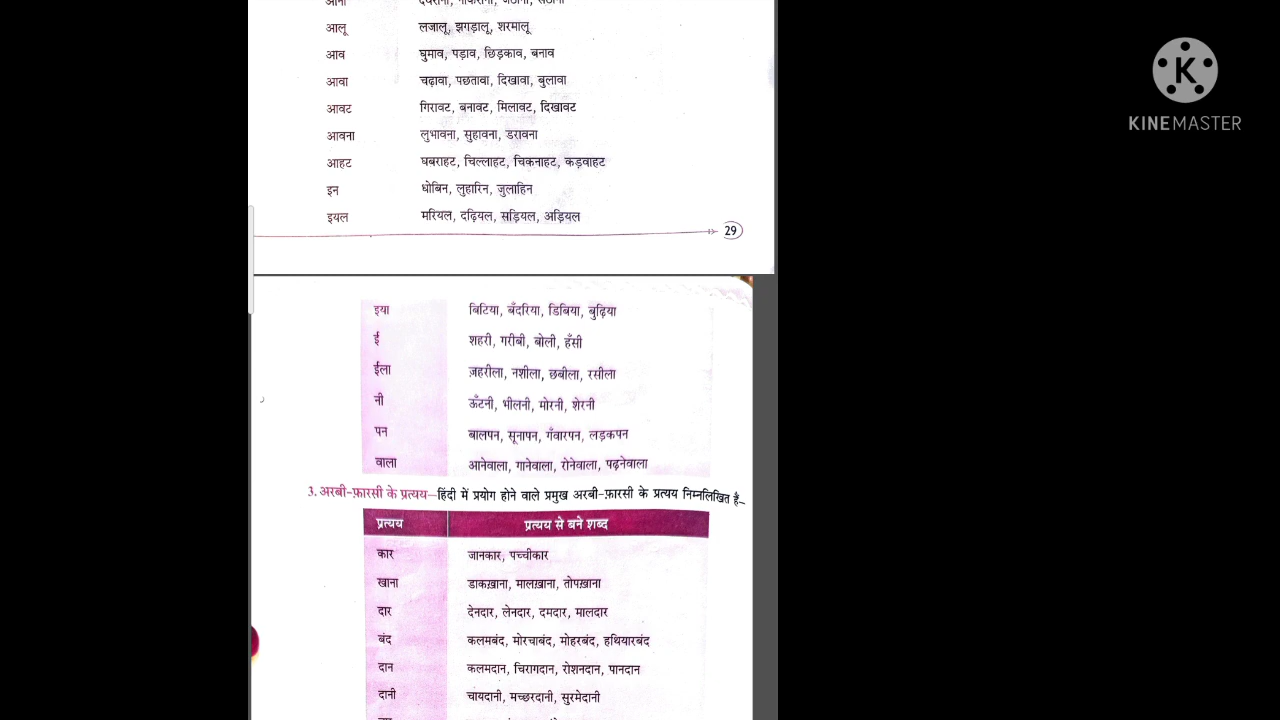 आलू लजालू, झगड़ालू, शरमालू
आव घुमाव, पड़ाव, छिड़काव, बनाव
आवा चढ़ावा, पछतावा, दिखावा, बुलावा
आवट गिरावट, बनावट, मिलावट, दिखावट
आवना लुभावना, सुहावना, डरावना
आहट घबराहट, चिल्लाहट, चिकनाहट, कड़वाहट
इन धोबिन, लुहारिन, जुलाहिन
इयल मरियल, दढ़ियल, सड़ियल, अड़ियल
29
इया बिटिया, बँदरिया, डिबिया, बुढ़िया
ई शहरी, गरीबी, बोली, हँसी
ईला ज़हरीला, नशीला, छबीला, रसीला
नी ऊँटनी, भीलनी, मोरनी, शेरनी
पन बालपन, सूनापन, गँवारपन, लड़कपन
वाला आनेवाला, गानेवाला, रोनेवाला, पढ़नेवाला
3. अरबी-फ़ारसी के प्रत्यय—हिंदी में प्रयोग होने वाले प्रमुख अरबी-फ़ारसी के प्रत्यय निम्नलिखित हैं–
प्रत्यय प्रत्यय से बने शब्द
कार जानकार, पच्चीकार
खाना डाकख़ाना, मालख़ाना, तोपख़ाना
दार देनदार, लेनदार, दमदार, मालदार
बंद कलमबंद, मोरचाबंद, मोहरबंद, हथियारबंद
दान कलमदान, चिरागदान, रोशनदान, पानदान
दानी चायदानी, मच्छरदानी, सुरमेदानी
K
KINEMASTER